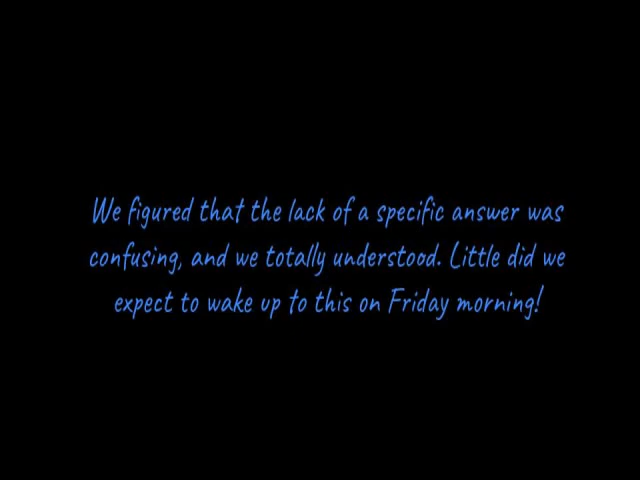 We figured that the lack of a specific answer was
confusing, and we totally understood. Little did we
expect to wake up to this on Friday morning!